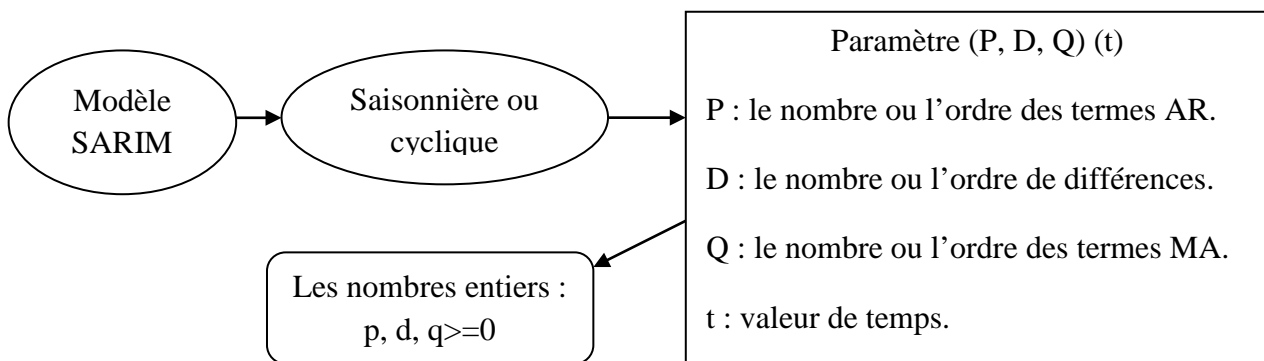 Modèle
SARIM
Saisonnière ou
cyclique
Paramètre (P, D, Q) (t)
P : le nombre ou l’ordre des termes AR.
D : le nombre ou l’ordre de différences.
Q : le nombre ou l’ordre des termes MA.
t : valeur de temps.
Les nombres entiers :
p, d, q>=0